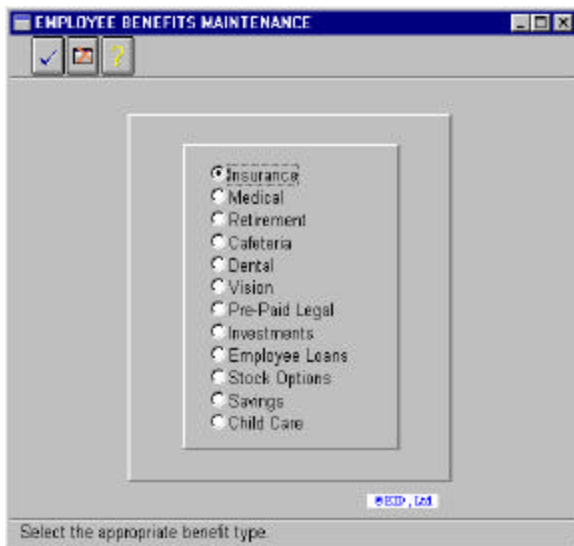 EMPLOYEE BENEFITS MAINTENANCE
?
Insurance
Medical
Retirement
Cafeteria
Dental
Vision
Pre-Paid Legal
Investments
Employee Loans
Stock Options
Savings
Child Care
, Ltd
Select the appropriate benefit type.